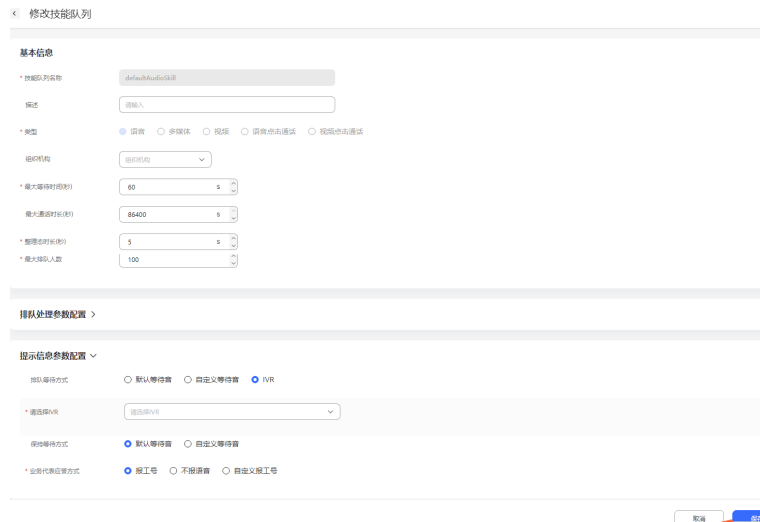 修改技能队列
基本信息
* 技能队列名称 defaultAudioSkill
描述 请输入
* 类型 语音 多媒体 视频 语音点击通话 视频点击通话
组织机构 组织机构
* 最大等待时间(秒) 60 s
最大通话时长(秒) 86400 s
* 整理态时长(秒) 5 s
* 最大排队人数 100
排队处理参数配置
提示信息参数配置
排队等待方式 默认等待音 自定义等待音 IVR
* 请选择IVR 请选择IVR
保持等待方式 默认等待音 自定义等待音
* 业务代表应答方式 报工号 不报语音 自定义报工号
取消